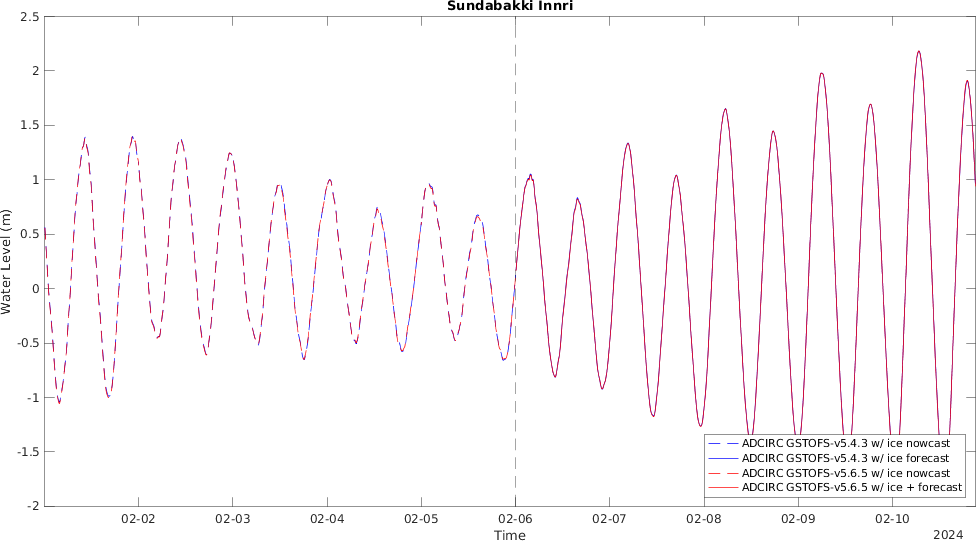 Sundabakki Innri
Water Level (m)
2.5
2
1.5
1
0.5
0
-0.5
-1
-1.5
-2
ADCIRC GSTOFS-v5.4.3 w/ ice nowcast
ADCIRC GSTOFS-v5.4.3 w/ ice forecast
ADCIRC GSTOFS-v5.6.5 w/ ice nowcast
ADCIRC GSTOFS-v5.6.5 w/ ice + forecast
02-02 02-03 02-04 02-05 02-06 02-07 02-08 02-09 02-10
Time
2024